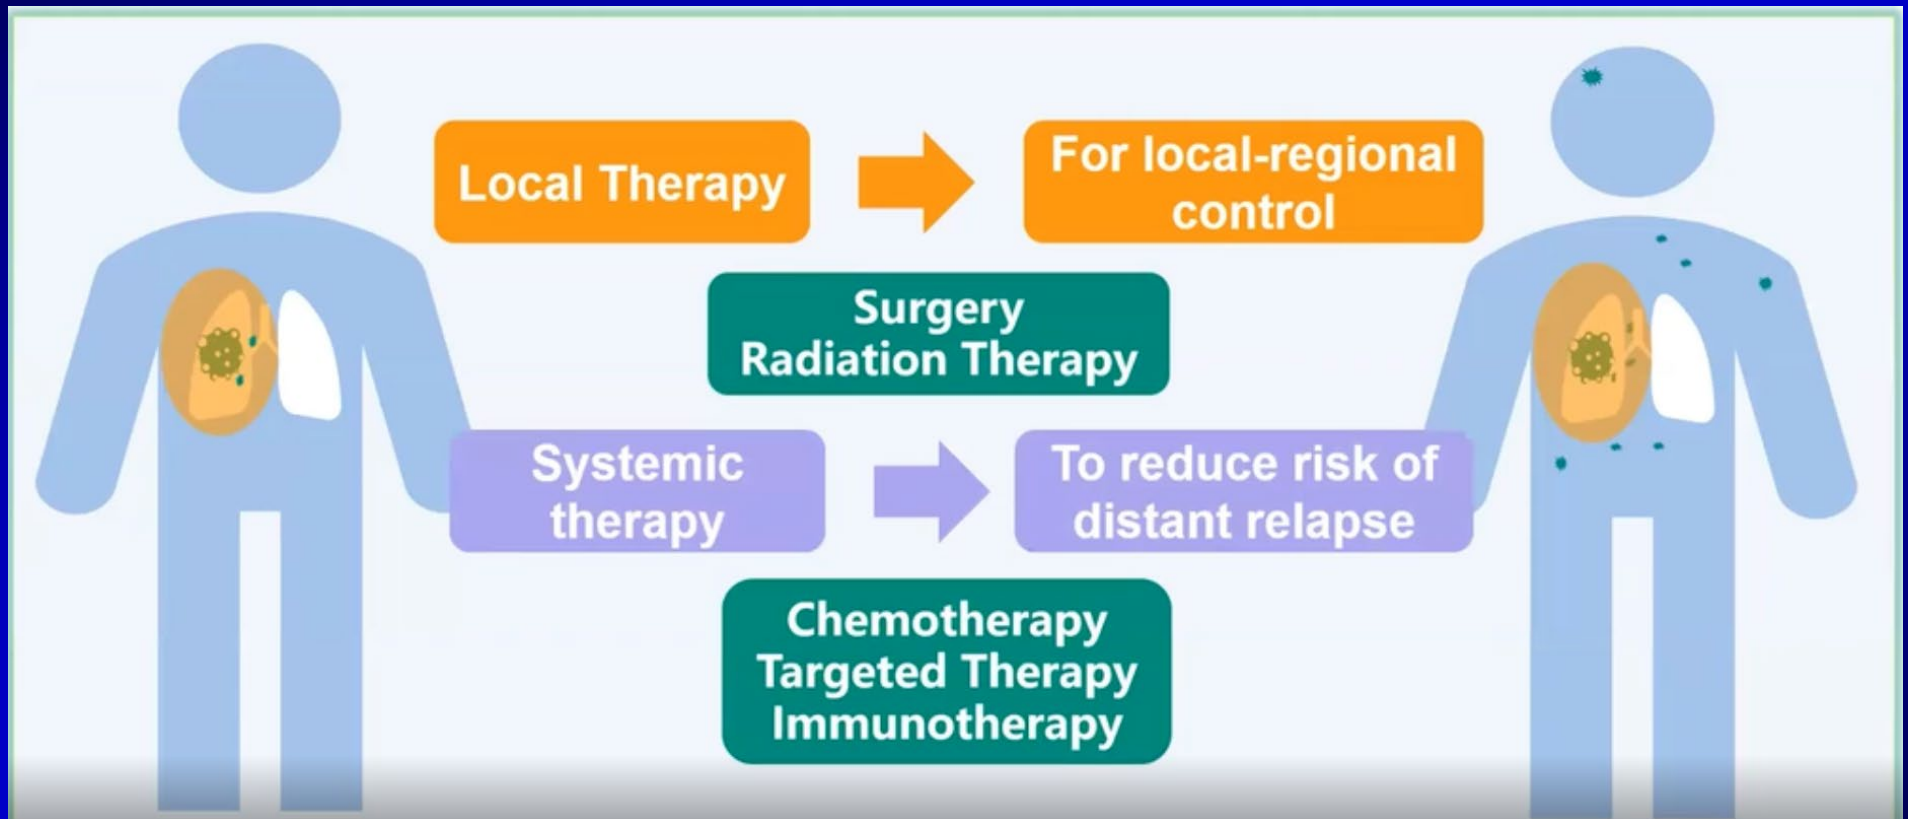 Local Therapy
For local-regional
control
Surgery
Radiation Therapy
Systemic
therapy
To reduce risk of
distant relapse
Chemotherapy
Targeted Therapy
Immunotherapy